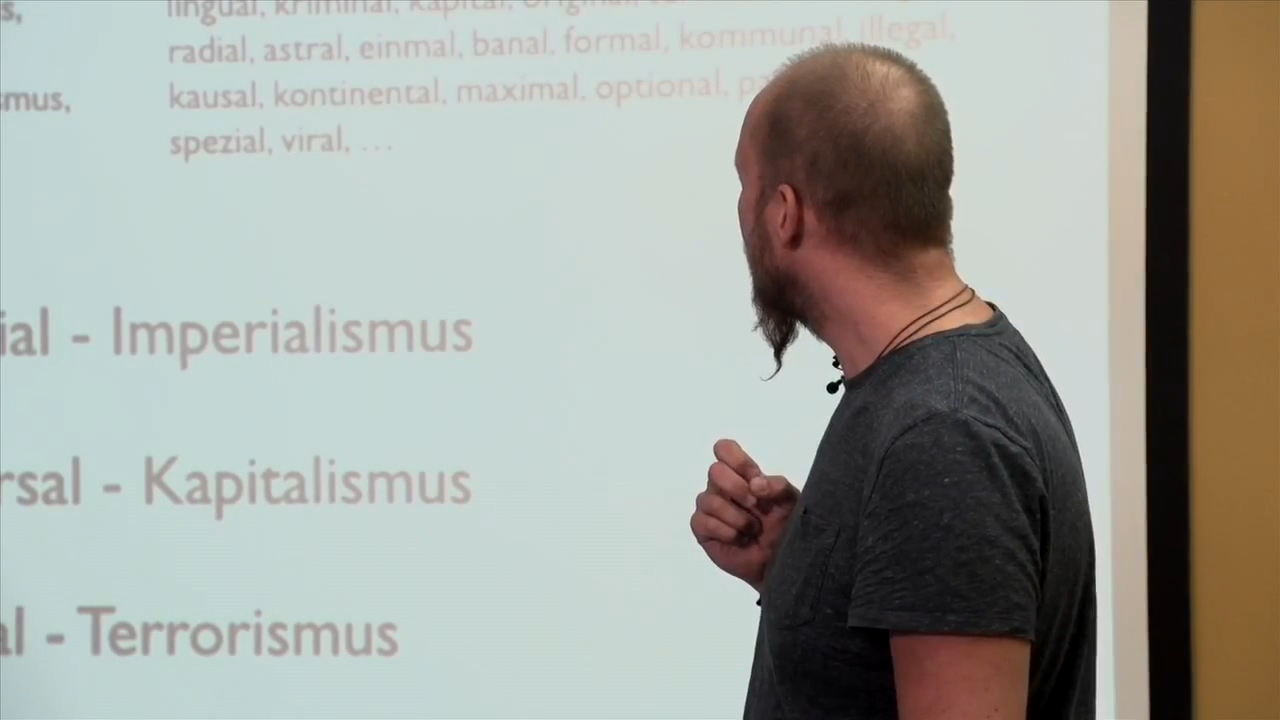 lingual, kriminal, kapital, original,
radial, astral, einmal, banal, formal, kommunal, illegal,
smus, kausal, kontinental, maximal, optional,
spezial, viral, …
ial - Imperialismus
rsal - Kapitalismus
al - Terrorismus